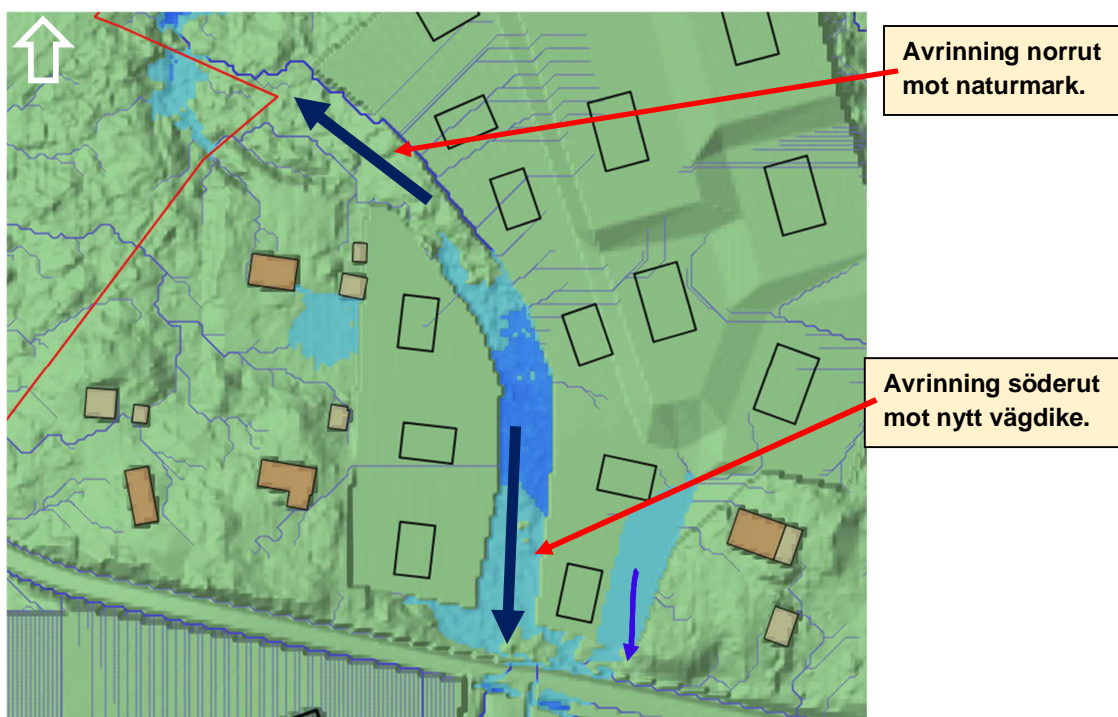 Avrinning norrut
mot naturmark.
Avrinning söderut
mot nytt vägdike.